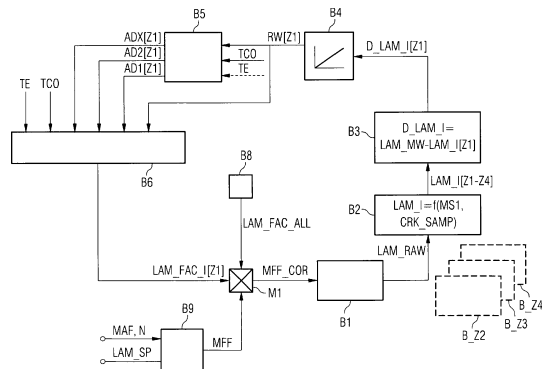 B5
B4
ADX[Z1]
AD2[Z1]
AD1[Z1]
RW[Z1]
TCO
TE
D_LAM_I[Z1]
TE
TCO
B6
B3
D_LAM_I=
LAM_MW-LAM_I[Z1]
LAM_I[Z1-Z4]
B8
B2
LAM_I=f(MS1,
CRK_SAMP)
LAM_FAC_ALL
LAM_RAW
LAM_FAC_I[Z1]
MFF_COR
M1
B1
B_Z4
B_Z3
B_Z2
B9
MAF, N
LAM_SP
MFF